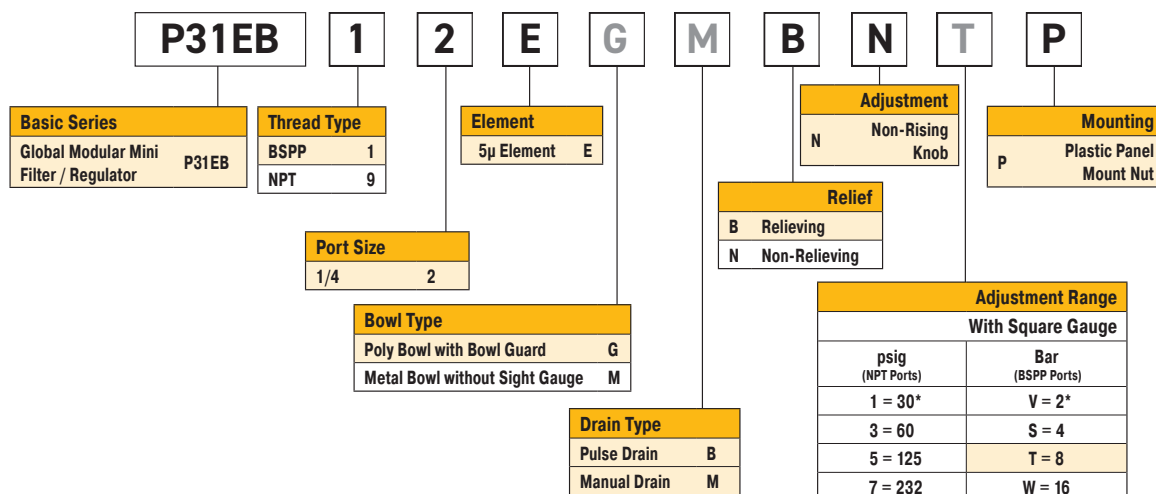 P31EB 1 2 E G M B N T P
Basic Series
Global Modular Mini
Filter / Regulator P31EB
Thread Type
BSPP 1
NPT 9
Element
5µ Element E
Adjustment
N Non-Rising
Knob
Mounting
P Plastic Panel
Mount Nut
Relief
B Relieving
N Non-Relieving
Port Size
1/4 2
Bowl Type
Poly Bowl with Bowl Guard G
Metal Bowl without Sight Gauge M
Drain Type
Pulse Drain B
Manual Drain M
Adjustment Range
With Square Gauge
psig Bar
(NPT Ports) (BSPP Ports)
1 = 30* V = 2*
3 = 60 S = 4
5 = 125 T = 8
7 = 232 W = 16